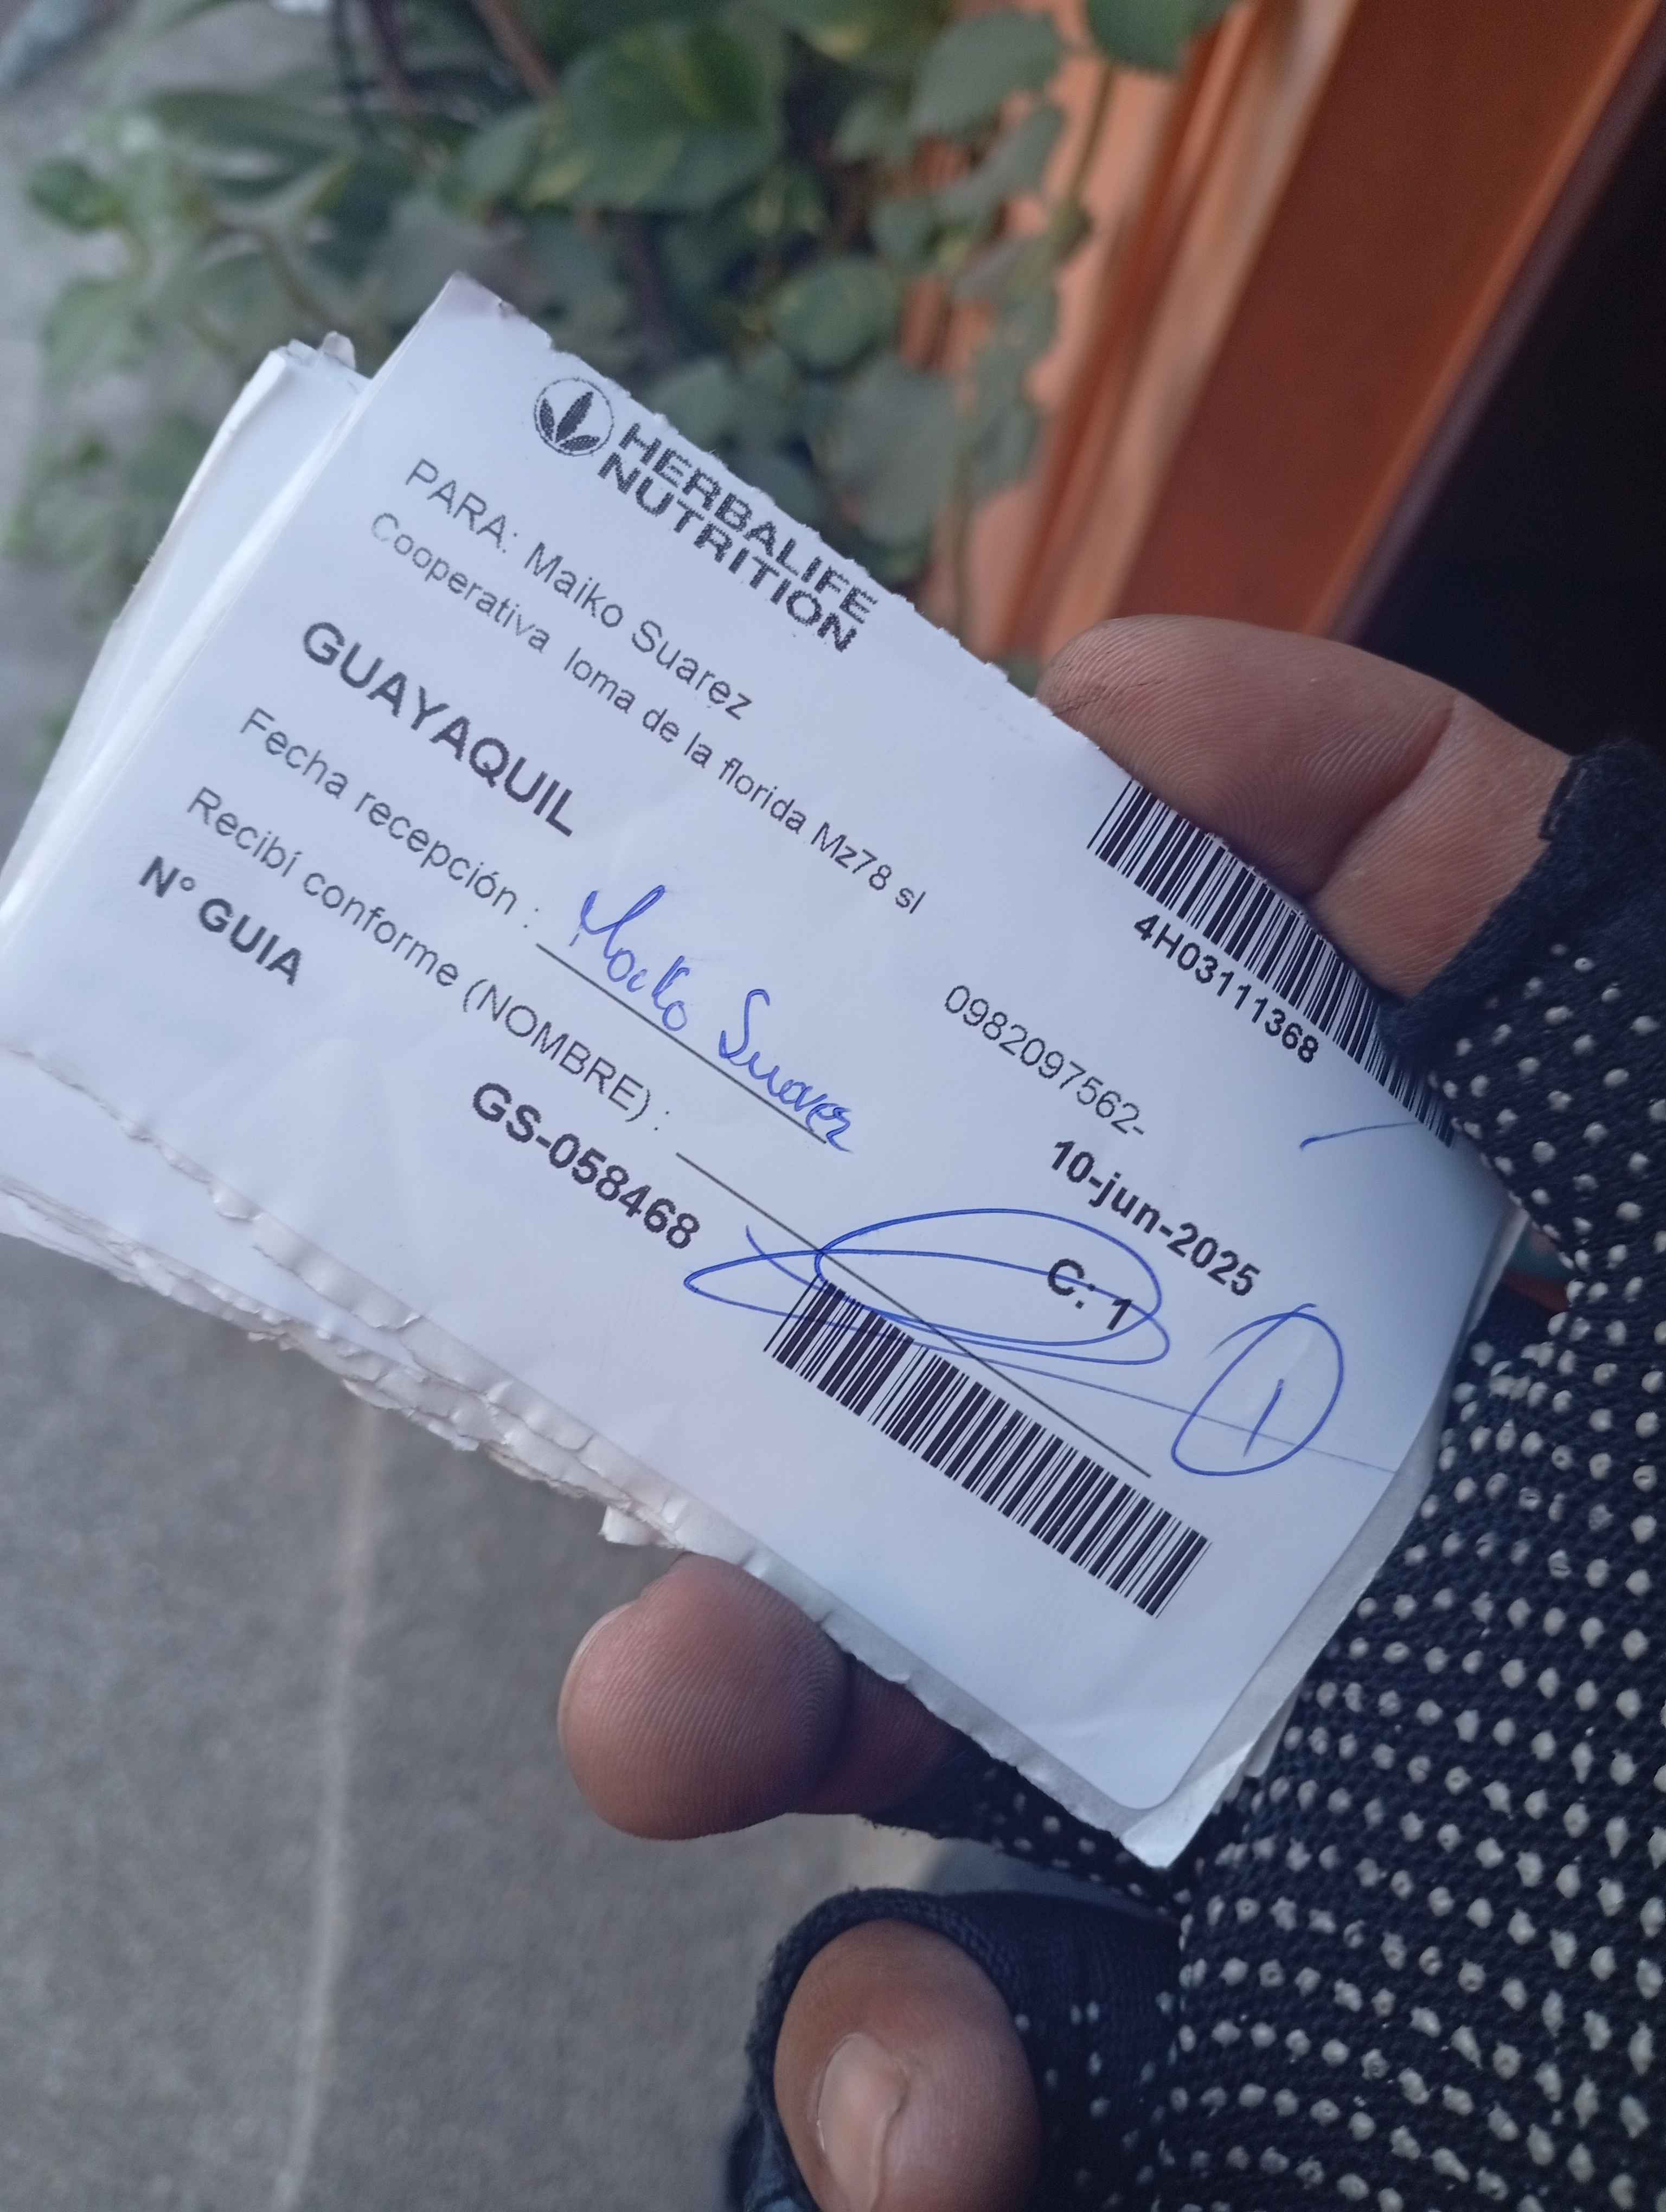 HERBALIFE
NUTRITION
4H03111368
PARA: Maiko Suarez
Cooperativa loma de la florida Mz78 sl
0982097562-
GUAYAQUIL
10-jun-2025
Fecha recepción : Maiko Suarez
C: 1
Recibí conforme (NOMBRE) :
1
N° GUIA GS-058468